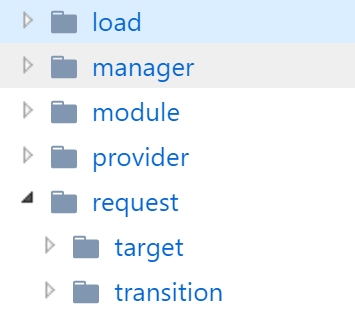 load
manager
module
provider
request
target
transition